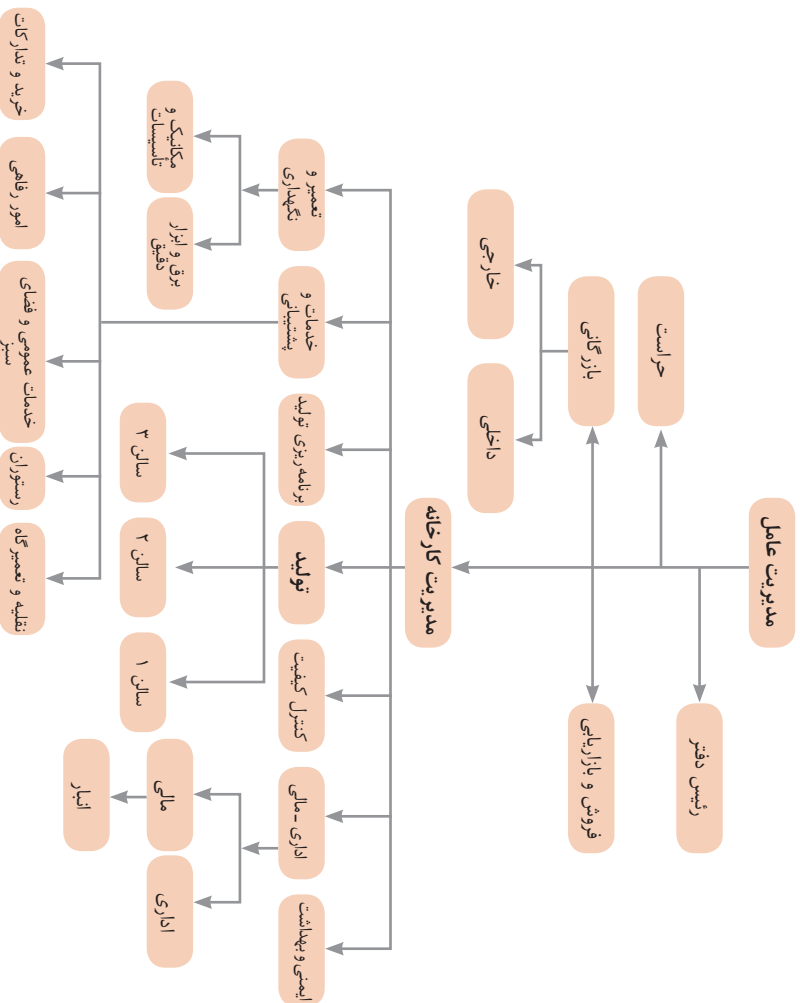 مدیریت عامل
رئیس دفتر
حراست
فروش و بازاریابی
بازرگانی
داخلی
خارجی
مدیریت کارخانه
ایمنی و بهداشت
اداری - مالی
کنترل کیفیت
تولید
برنامه‌ریزی تولید
خدمات و
پشتیبانی
تعمیر و
نگهداری
اداری
مالی
انبار
سالن ۱
سالن ۲
سالن ۳
برق و ابزار
دقیق
مکانیک و
تأسیسات
نقلیه و تعمیرگاه
رستوران
خدمات عمومی و فضای
سبز
امور رفاهی
خرید و تدارکات